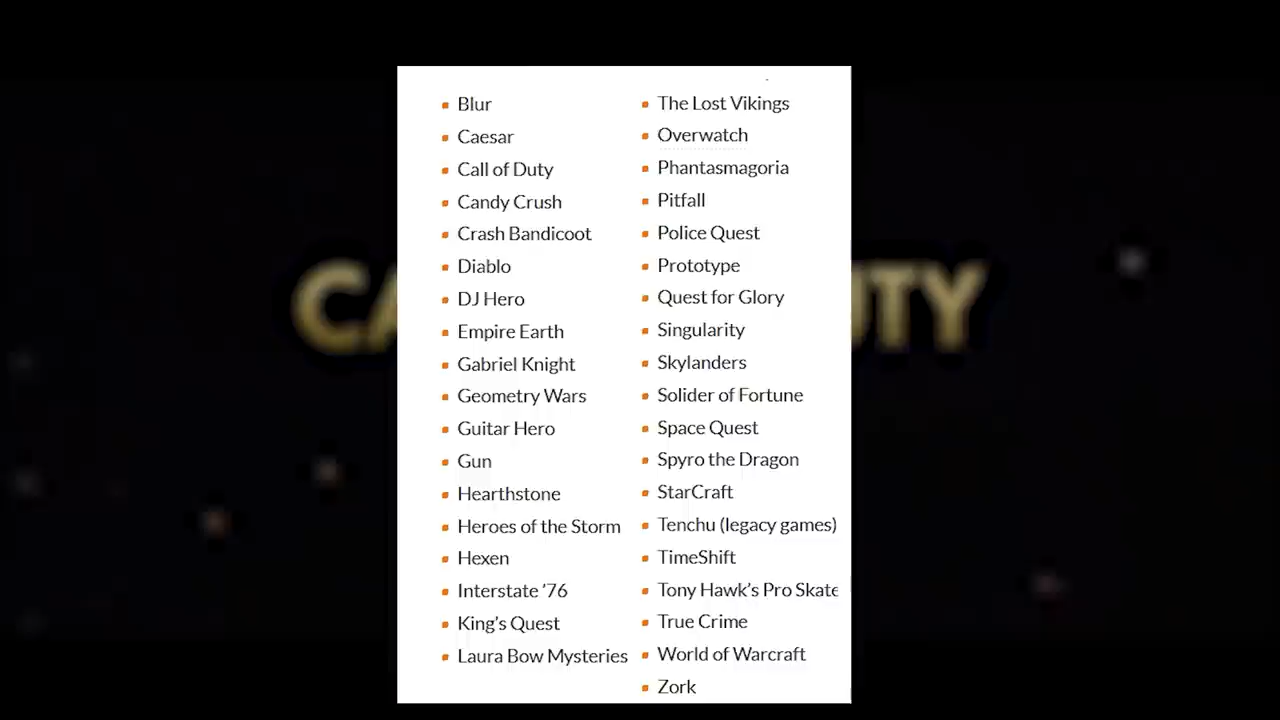 Blur
Caesar
Call of Duty
Candy Crush
Crash Bandicoot
Diablo
DJ Hero
Empire Earth
Gabriel Knight
Geometry Wars
Guitar Hero
Gun
Hearthstone
Heroes of the Storm
Hexen
Interstate ’76
King’s Quest
Laura Bow Mysteries
The Lost Vikings
Overwatch
Phantasmagoria
Pitfall
Police Quest
Prototype
Quest for Glory
Singularity
Skylanders
Solider of Fortune
Space Quest
Spyro the Dragon
StarCraft
Tenchu (legacy games)
TimeShift
Tony Hawk’s Pro Skate
True Crime
World of Warcraft
Zork